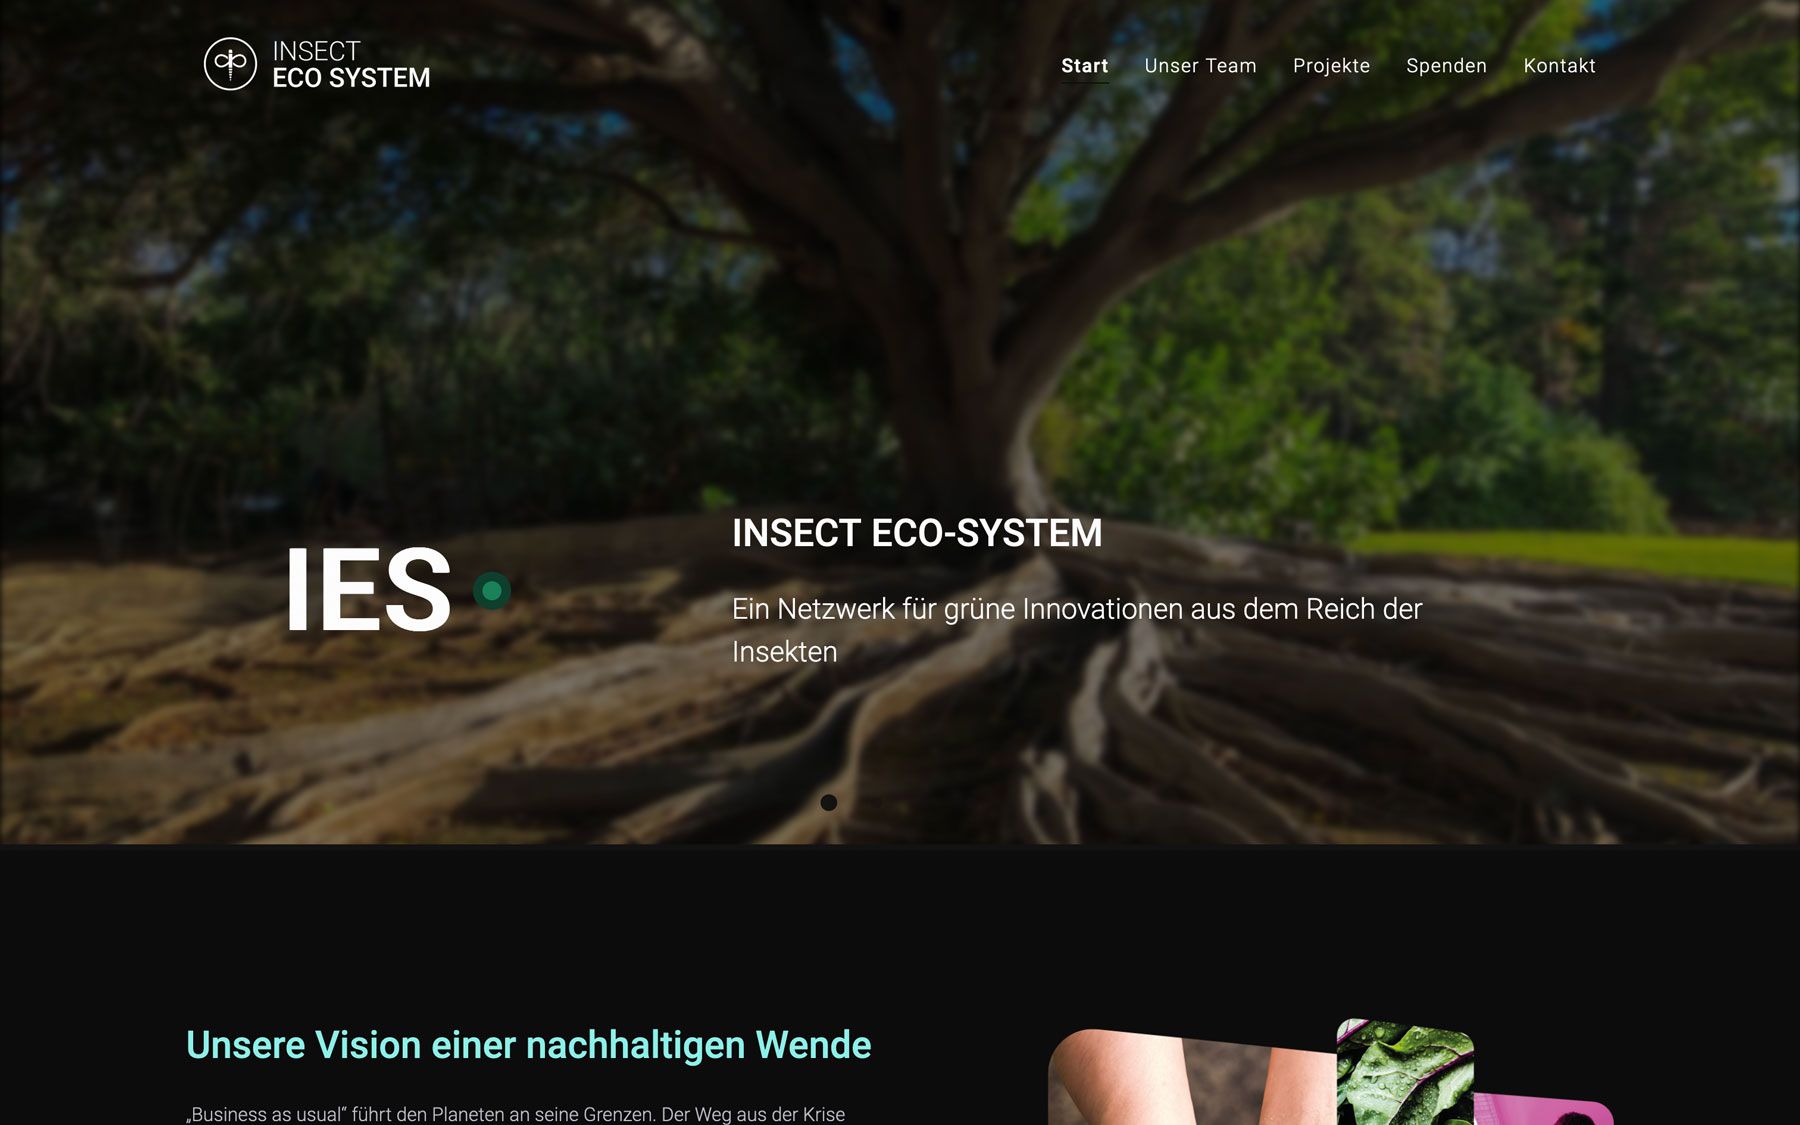 INSECT
ECO SYSTEM
Start Unser Team Projekte Spenden Kontakt
IES
INSECT ECO-SYSTEM
Ein Netzwerk für grüne Innovationen aus dem Reich der
Insekten
Unsere Vision einer nachhaltigen Wende
„Business as usual“ führt den Planeten an seine Grenzen. Der Weg aus der Krise